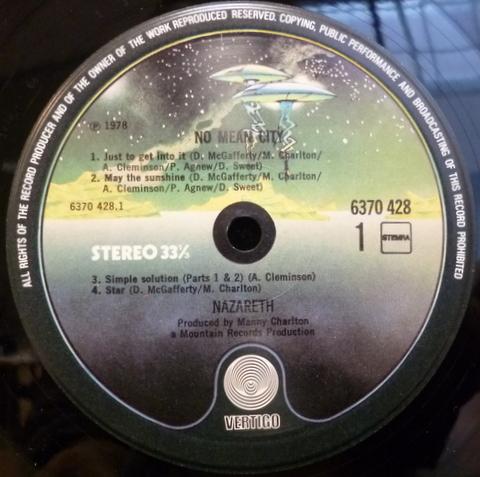 ALL RIGHTS OF THE RECORD PRODUCER AND OF THE OWNER OF THE WORK REPRODUCED RESERVED. COPYING, PUBLIC PERFORMANCE AND BROADCASTING OF THIS RECORD PROHIBITED
℗ 1978
NO MEAN CITY
1. Just to get into it (D. McGafferty/M. Charlton/
A. Cleminson/P. Agnew/D. Sweet)
2. May the sunshine (D. McGafferty/M. Charlton/
A. Cleminson/P. Agnew/D. Sweet)
6370 428.1
6370 428
1
STEMRA
STEREO 33⅓
3. Simple solution (Parts 1 & 2) (A. Cleminson)
4. Star (D. McGafferty/M. Charlton)
NAZARETH
Produced by Manny Charlton
a Mountain Records Production
VERTIGO